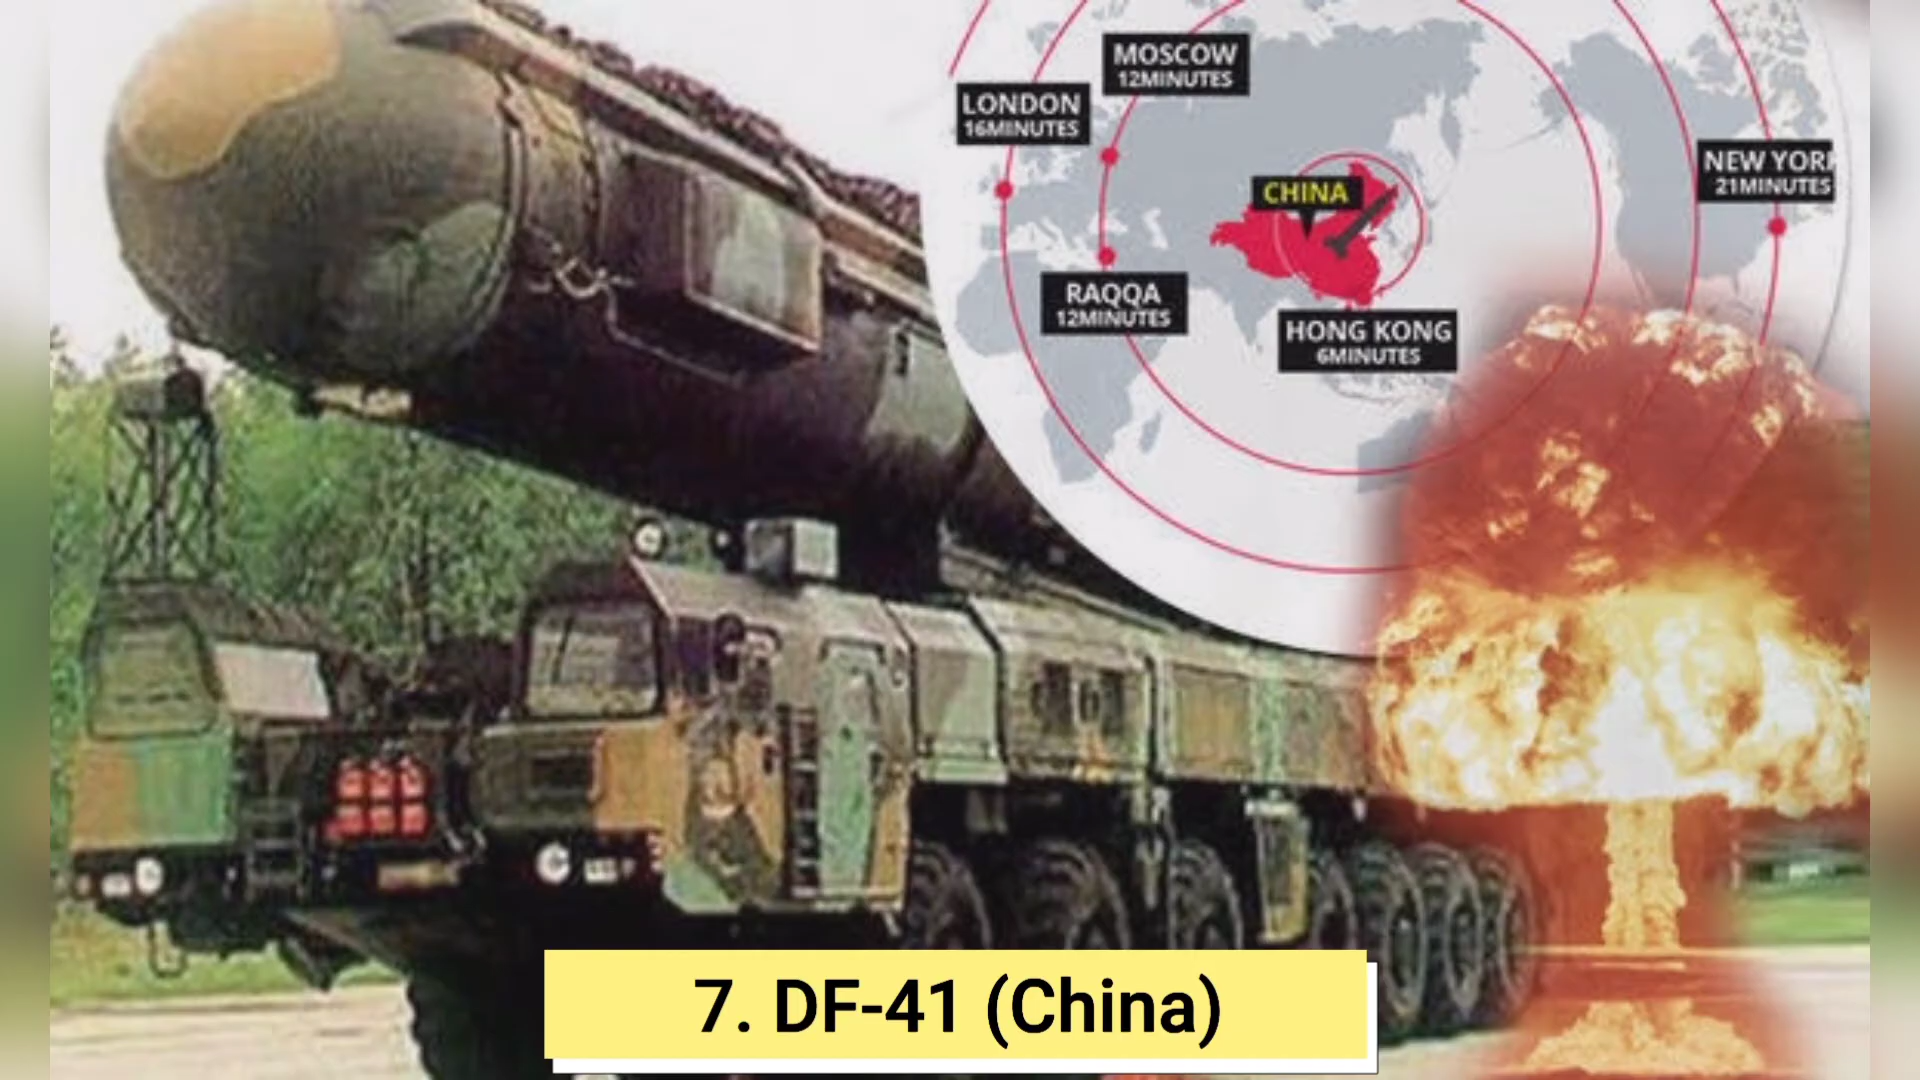 MOSCOW
12MINUTES
LONDON
16MINUTES
NEW YOR
21MINUTES
CHINA
RAQQA
12MINUTES
HONG KONG
6MINUTES
7. DF-41 (China)